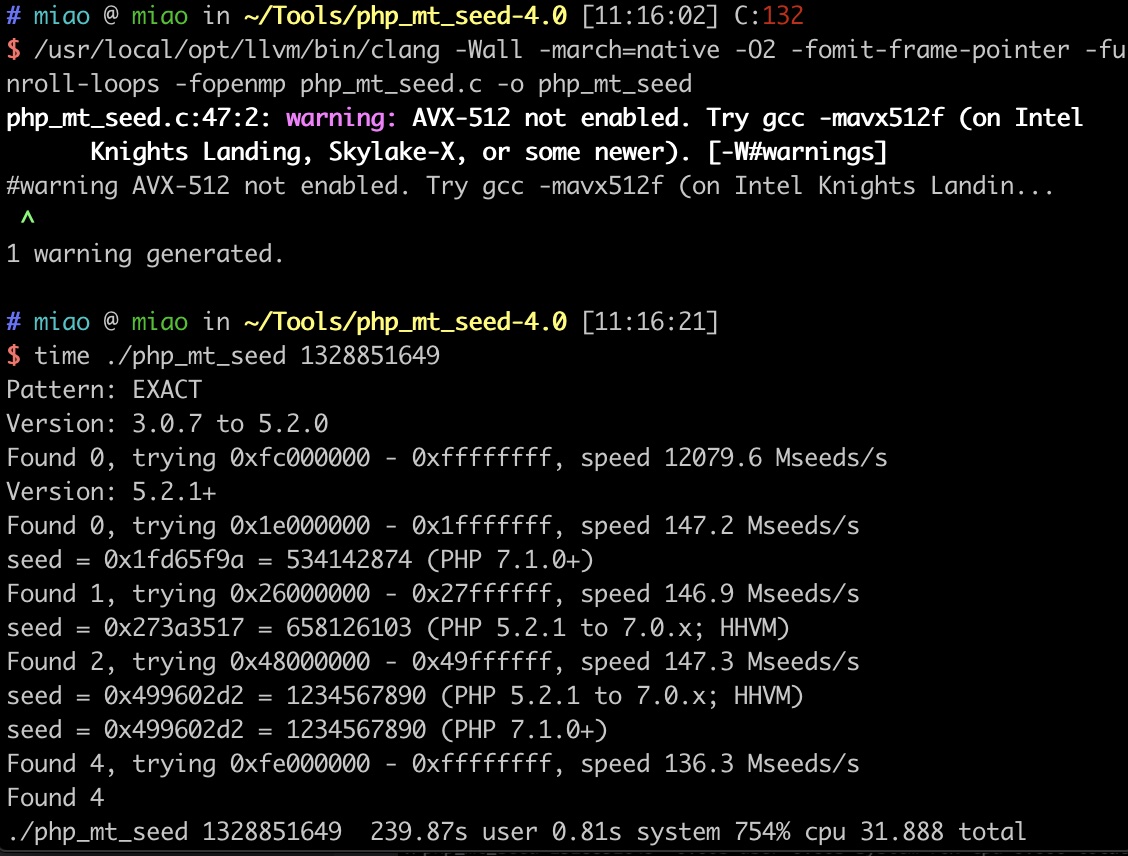 # miao @ miao in ~/Tools/php_mt_seed-4.0 [11:16:02] C:132
$ /usr/local/opt/llvm/bin/clang -Wall -march=native -O2 -fomit-frame-pointer -fu
nroll-loops -fopenmp php_mt_seed.c -o php_mt_seed
php_mt_seed.c:47:2: warning: AVX-512 not enabled. Try gcc -mavx512f (on Intel
      Knights Landing, Skylake-X, or some newer). [-W#warnings]
#warning AVX-512 not enabled. Try gcc -mavx512f (on Intel Knights Landin...
 ^
1 warning generated.

# miao @ miao in ~/Tools/php_mt_seed-4.0 [11:16:21]
$ time ./php_mt_seed 1328851649
Pattern: EXACT
Version: 3.0.7 to 5.2.0
Found 0, trying 0xfc000000 - 0xffffffff, speed 12079.6 Mseeds/s
Version: 5.2.1+
Found 0, trying 0x1e000000 - 0x1fffffff, speed 147.2 Mseeds/s
seed = 0x1fd65f9a = 534142874 (PHP 7.1.0+)
Found 1, trying 0x26000000 - 0x27ffffff, speed 146.9 Mseeds/s
seed = 0x273a3517 = 658126103 (PHP 5.2.1 to 7.0.x; HHVM)
Found 2, trying 0x48000000 - 0x49ffffff, speed 147.3 Mseeds/s
seed = 0x499602d2 = 1234567890 (PHP 5.2.1 to 7.0.x; HHVM)
seed = 0x499602d2 = 1234567890 (PHP 7.1.0+)
Found 4, trying 0xfe000000 - 0xffffffff, speed 136.3 Mseeds/s
Found 4
./php_mt_seed 1328851649  239.87s user 0.81s system 754% cpu 31.888 total